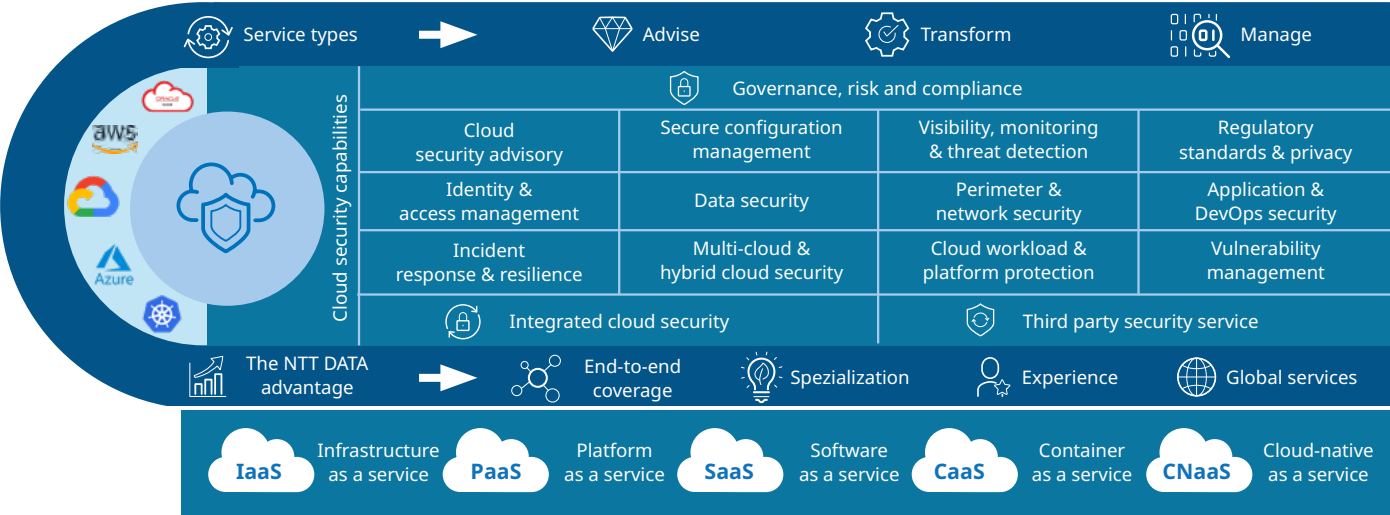 Service types
Advise
Transform
Manage
ORACLE
aws
Azure
Cloud security capabilities
Governance, risk and compliance
Cloud
security advisory
Secure configuration
management
Visibility, monitoring
& threat detection
Regulatory
standards & privacy
Identity &
access management
Data security
Perimeter &
network security
Application &
DevOps security
Incident
response & resilience
Multi-cloud &
hybrid cloud security
Cloud workload &
platform protection
Vulnerability
management
Integrated cloud security
Third party security service
The NTT DATA
advantage
End-to-end
coverage
Spezialization
Experience
Global services
IaaS
Infrastructure
as a service
PaaS
Platform
as a service
SaaS
Software
as a service
CaaS
Container
as a service
CNaaS
Cloud-native
as a service